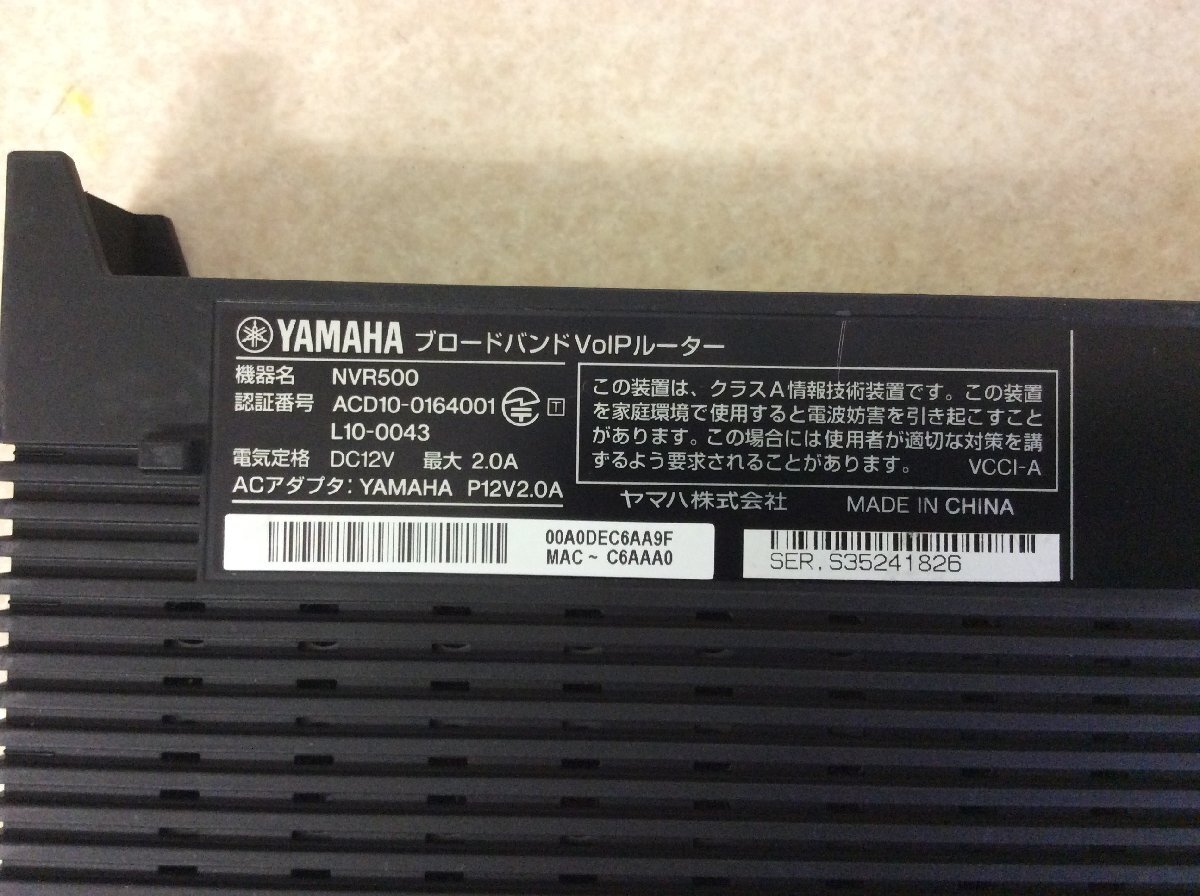 YAMAHA ブロードバンドVoIPルーター
機器名 NVR500
認証番号 ACD10-0164001 T
L10-0043
電気定格 DC12V 最大 2.0A
ACアダプタ: YAMAHA P12V2.0A
この装置は、クラスA情報技術装置です。この装置
を家庭環境で使用すると電波妨害を引き起こすこと
があります。この場合には使用者が適切な対策を講
ずるよう要求されることがあります。 VCCI-A
ヤマハ株式会社 MADE IN CHINA
00A0DEC6AA9F
MAC ~ C6AAA0
SER. S35241826